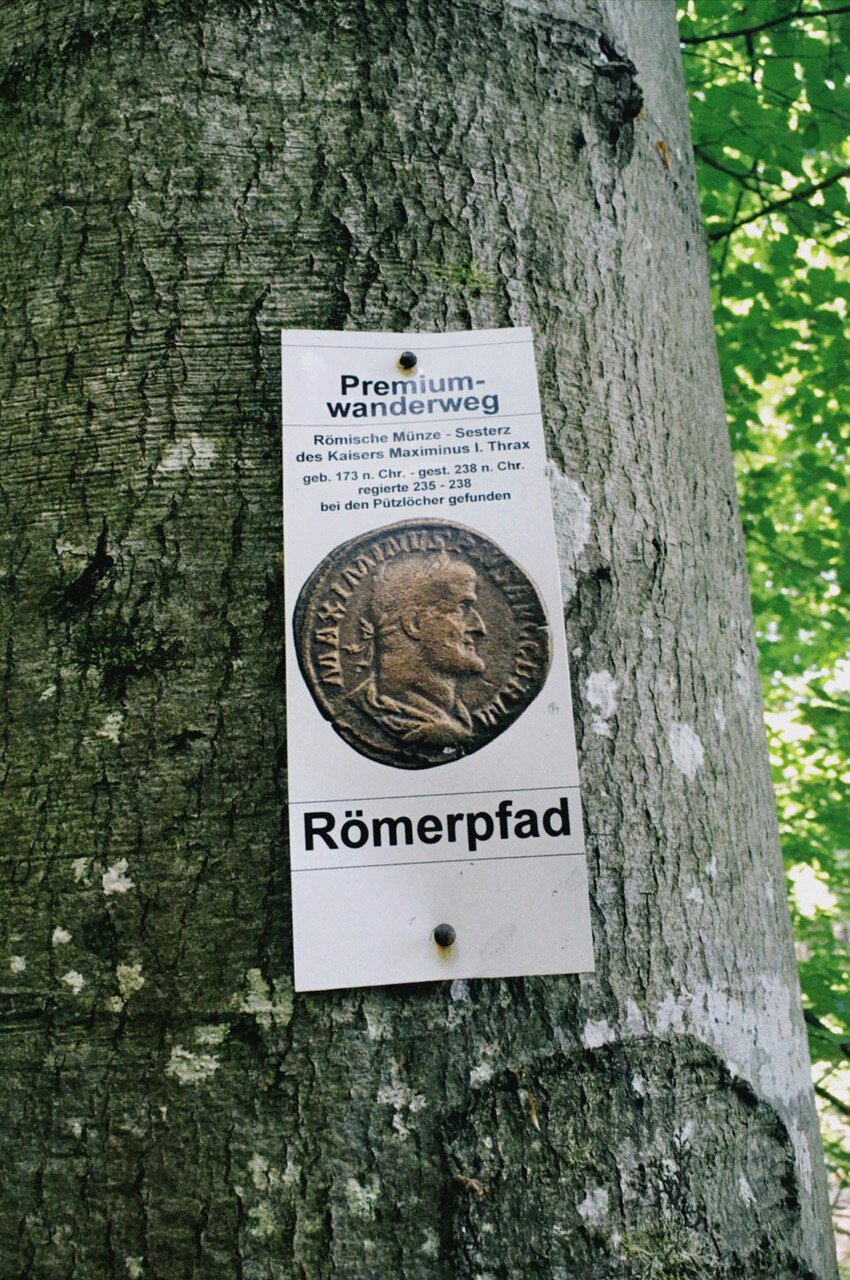 Premium-
wanderweg
Römische Münze - Sesterz
des Kaisers Maximinus I. Thrax
geb. 173 n. Chr. - gest. 238 n. Chr.
regierte 235 - 238
bei den Pützlöcher gefunden
MAXIMINUS PIUS AUG GERM
Römerpfad